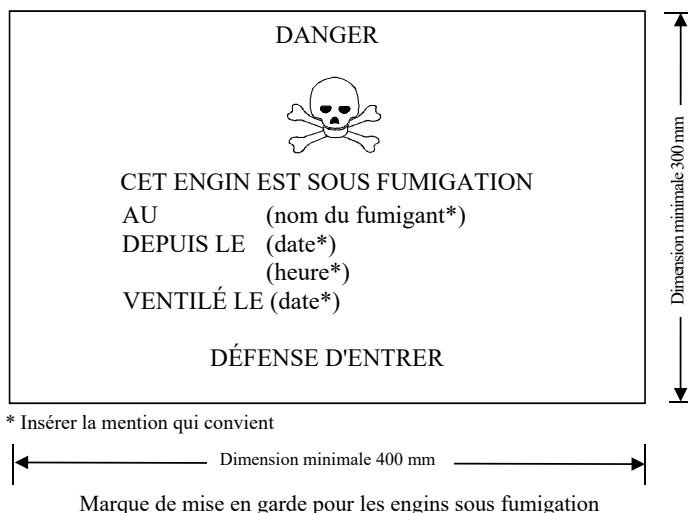 DANGER
CET ENGIN EST SOUS FUMIGATION
AU (nom du fumigant*)
DEPUIS LE (date*)
(heure*)
VENTILÉ LE (date*)
DÉFENSE D'ENTRER
Dimension minimale 300 mm
* Insérer la mention qui convient
Dimension minimale 400 mm
Marque de mise en garde pour les engins sous fumigation